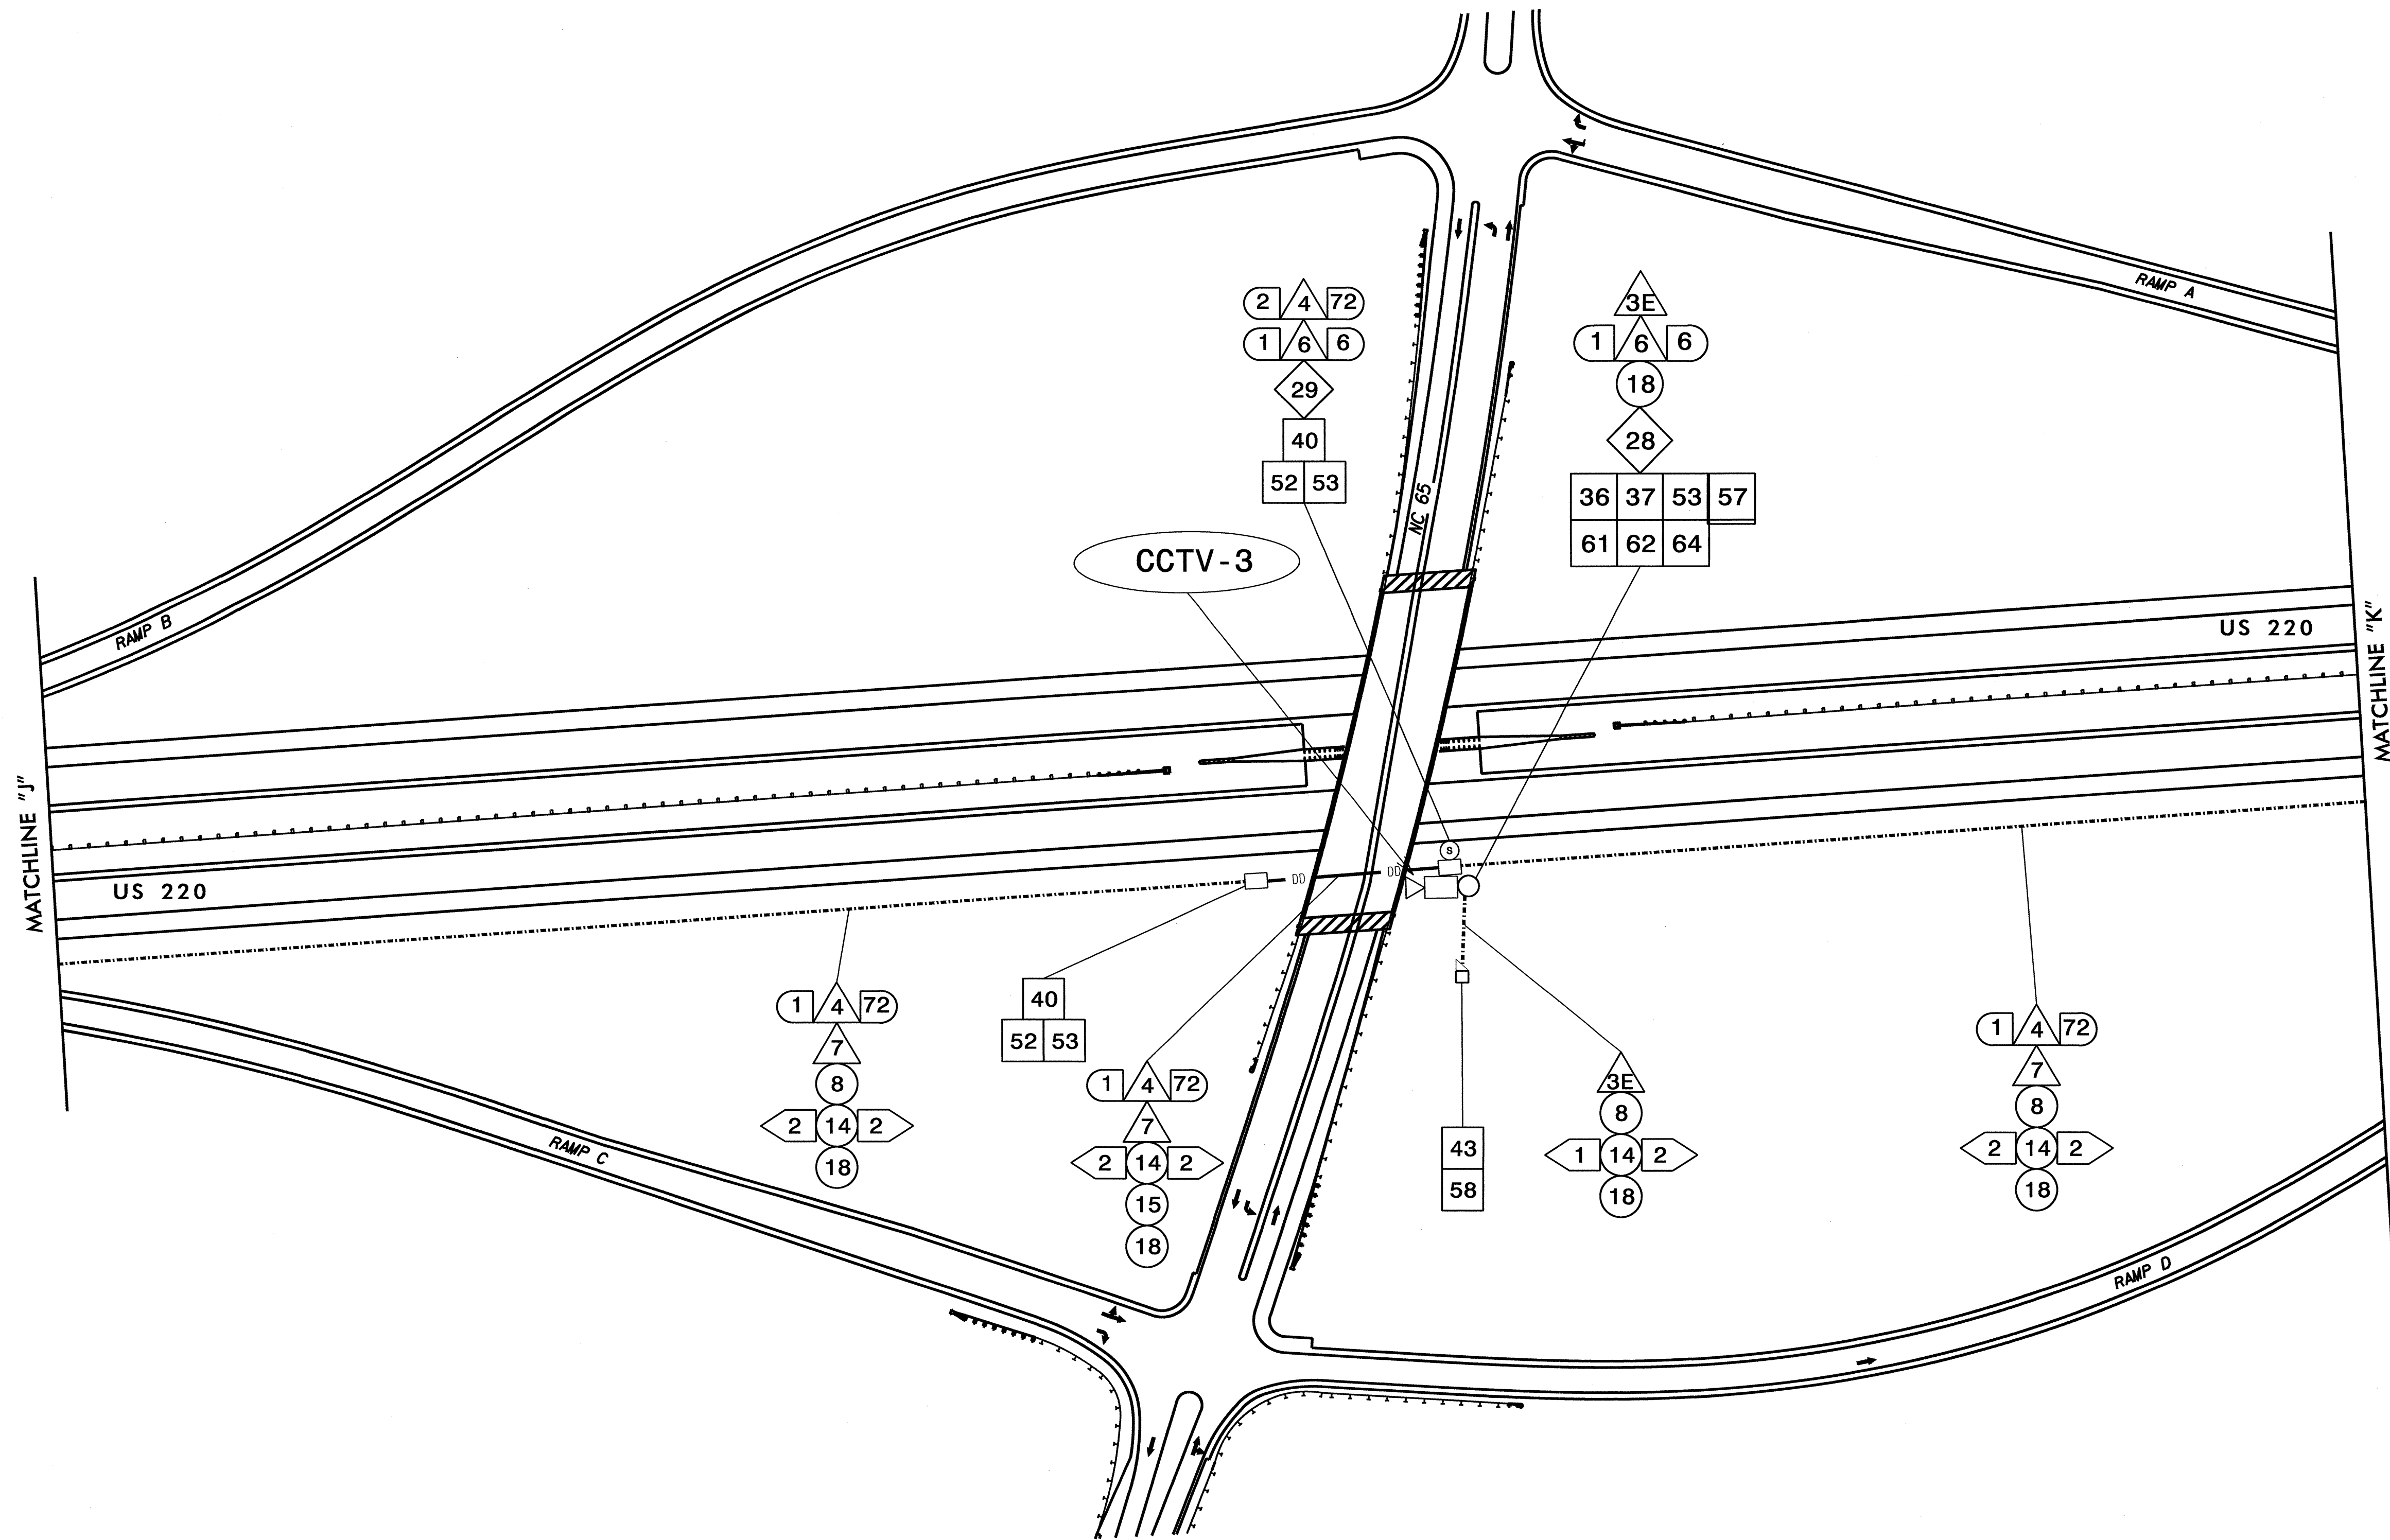 RAMP A
2 4 72
1 6 6
29
40
52 53
3E
1 6 6
18
28
36 37 53 57
61 62 64
NC 65
CCTV-3
RAMP B
US 220
MATCHLINE "K"
MATCHLINE "J"
US 220
S
DD
DD
1 4 72
7
8
2 14 2
18
40
52 53
1 4 72
7
2 14 2
15
18
43
58
3E
8
1 14 2
18
1 4 72
7
8
2 14 2
18
RAMP C
RAMP D